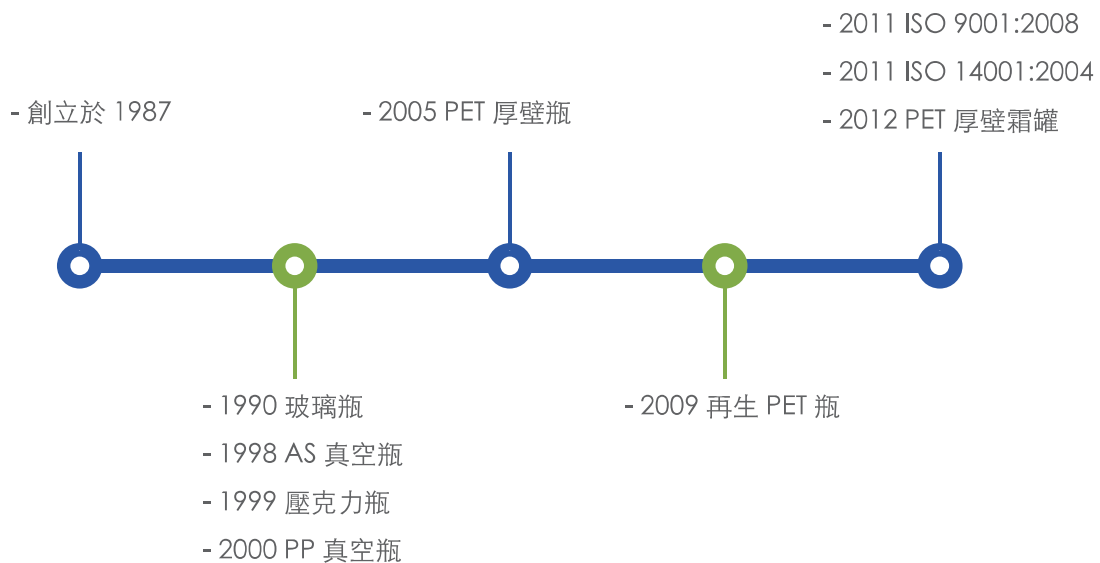 - 創立於 1987
- 1990 玻璃瓶
- 1998 AS 真空瓶
- 1999 壓克力瓶
- 2000 PP 真空瓶
- 2005 PET 厚壁瓶
- 2009 再生 PET 瓶
- 2011 ISO 9001:2008
- 2011 ISO 14001:2004
- 2012 PET 厚壁霜罐